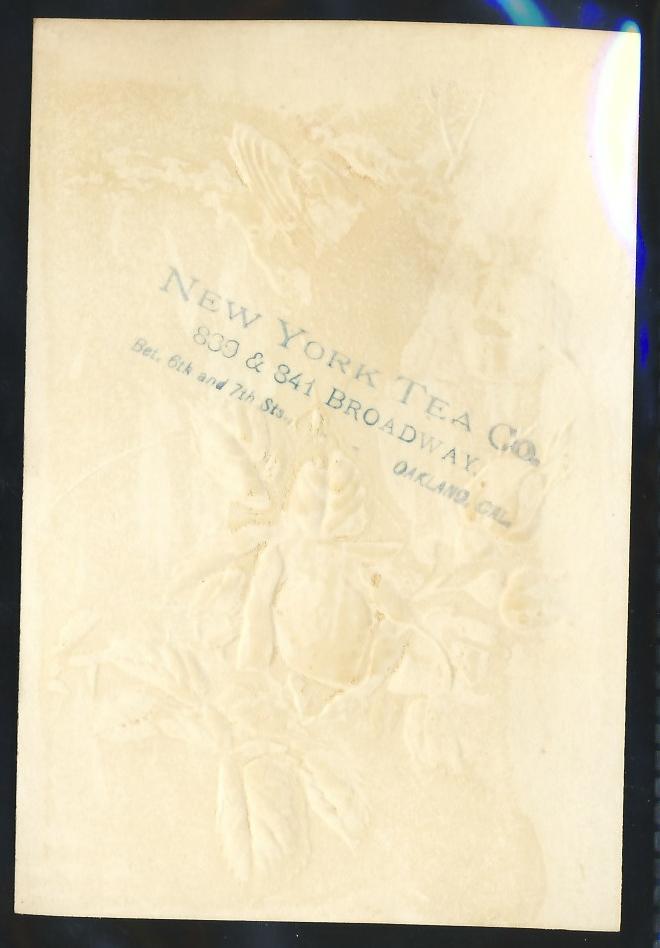 NEW YORK TEA CO.
839 & 841 BROADWAY,
Bet. 6th and 7th Sts., OAKLAND, CAL.